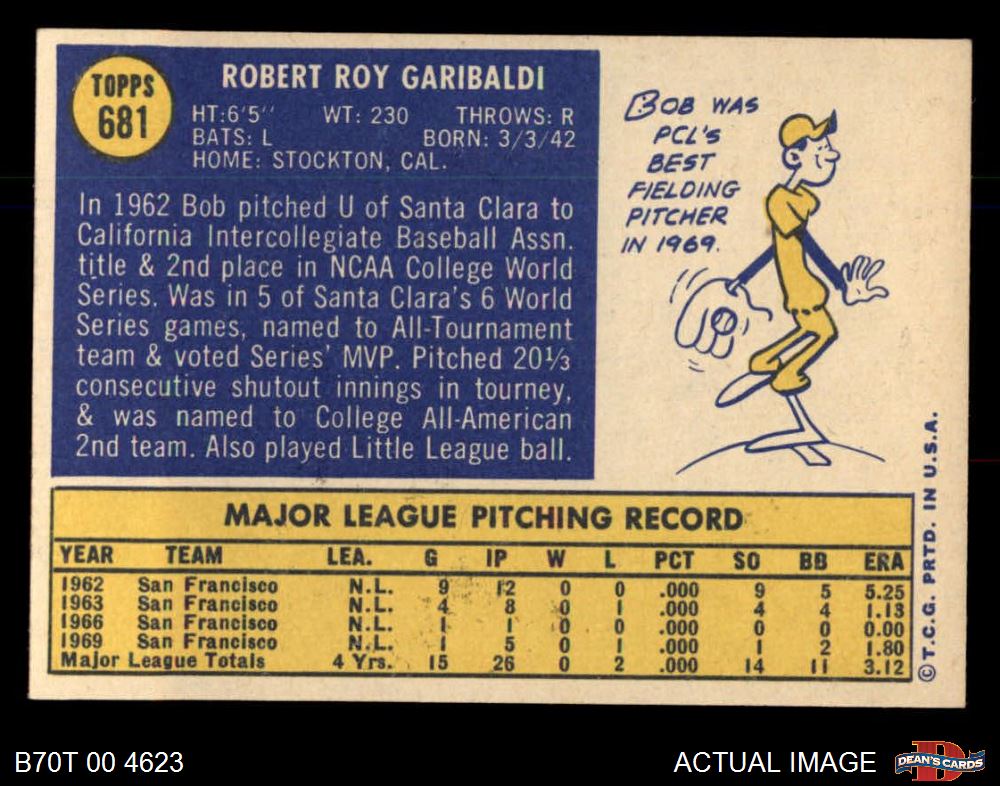 TOPPS
681
ROBERT ROY GARIBALDI
HT:6'5'' WT: 230 THROWS: R
BATS: L BORN: 3/3/42
HOME: STOCKTON, CAL.
In 1962 Bob pitched U of Santa Clara to
California Intercollegiate Baseball Assn.
title & 2nd place in NCAA College World
Series. Was in 5 of Santa Clara's 6 World
Series games, named to All-Tournament
team & voted Series' MVP. Pitched 20⅓
consecutive shutout innings in tourney,
& was named to College All-American
2nd team. Also played Little League ball.
BOB WAS
PCL'S
BEST
FIELDING
PITCHER
IN 1969.
MAJOR LEAGUE PITCHING RECORD
YEAR TEAM LEA. G IP W L PCT SO BB ERA
1962 San Francisco N.L. 9 12 0 0 .000 9 5 5.25
1963 San Francisco N.L. 4 8 0 1 .000 4 4 1.13
1966 San Francisco N.L. 1 1 0 0 .000 0 0 0.00
1969 San Francisco N.L. 1 5 0 1 .000 1 2 1.80
Major League Totals 4 Yrs. 15 26 0 2 .000 14 11 3.12
©T.C.G. PRTD. IN U.S.A.
B70T 00 4623
ACTUAL IMAGE
D
DEAN'S CARDS